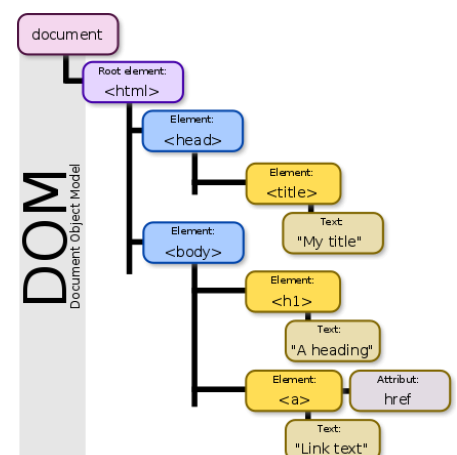 document
Root element:
<html>
Element:
<head>
Element:
<title>
Text:
"My title"
Element:
<body>
Element:
<h1>
Text:
"A heading"
Element:
<a>
Attribut:
href
Text:
"Link text"
DOM
Document Object Model